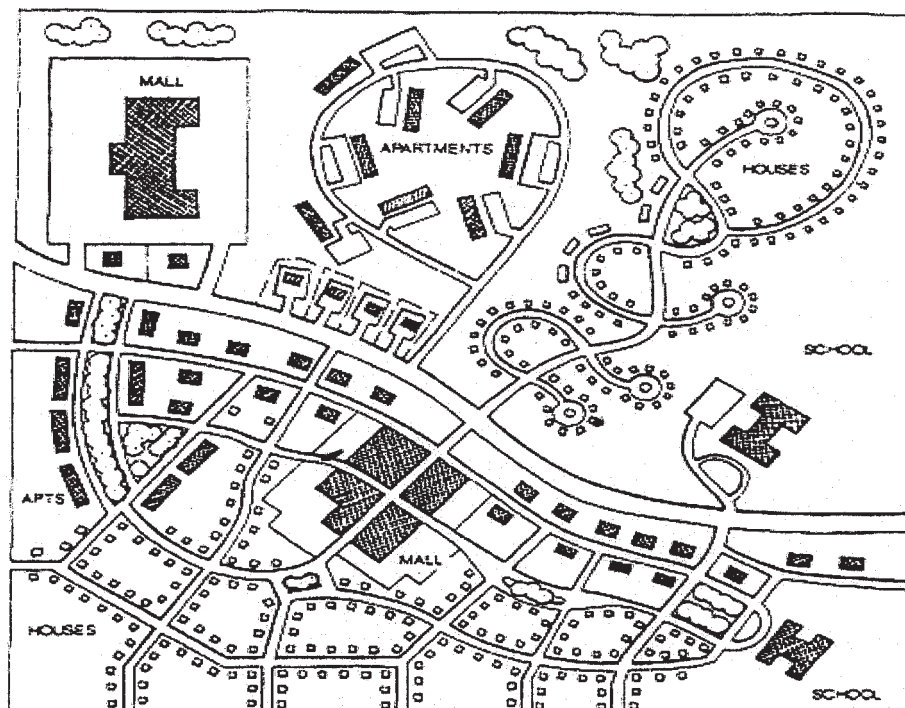 MALL
APARTMENTS
HOUSES
SCHOOL
APTS
MALL
HOUSES
SCHOOL